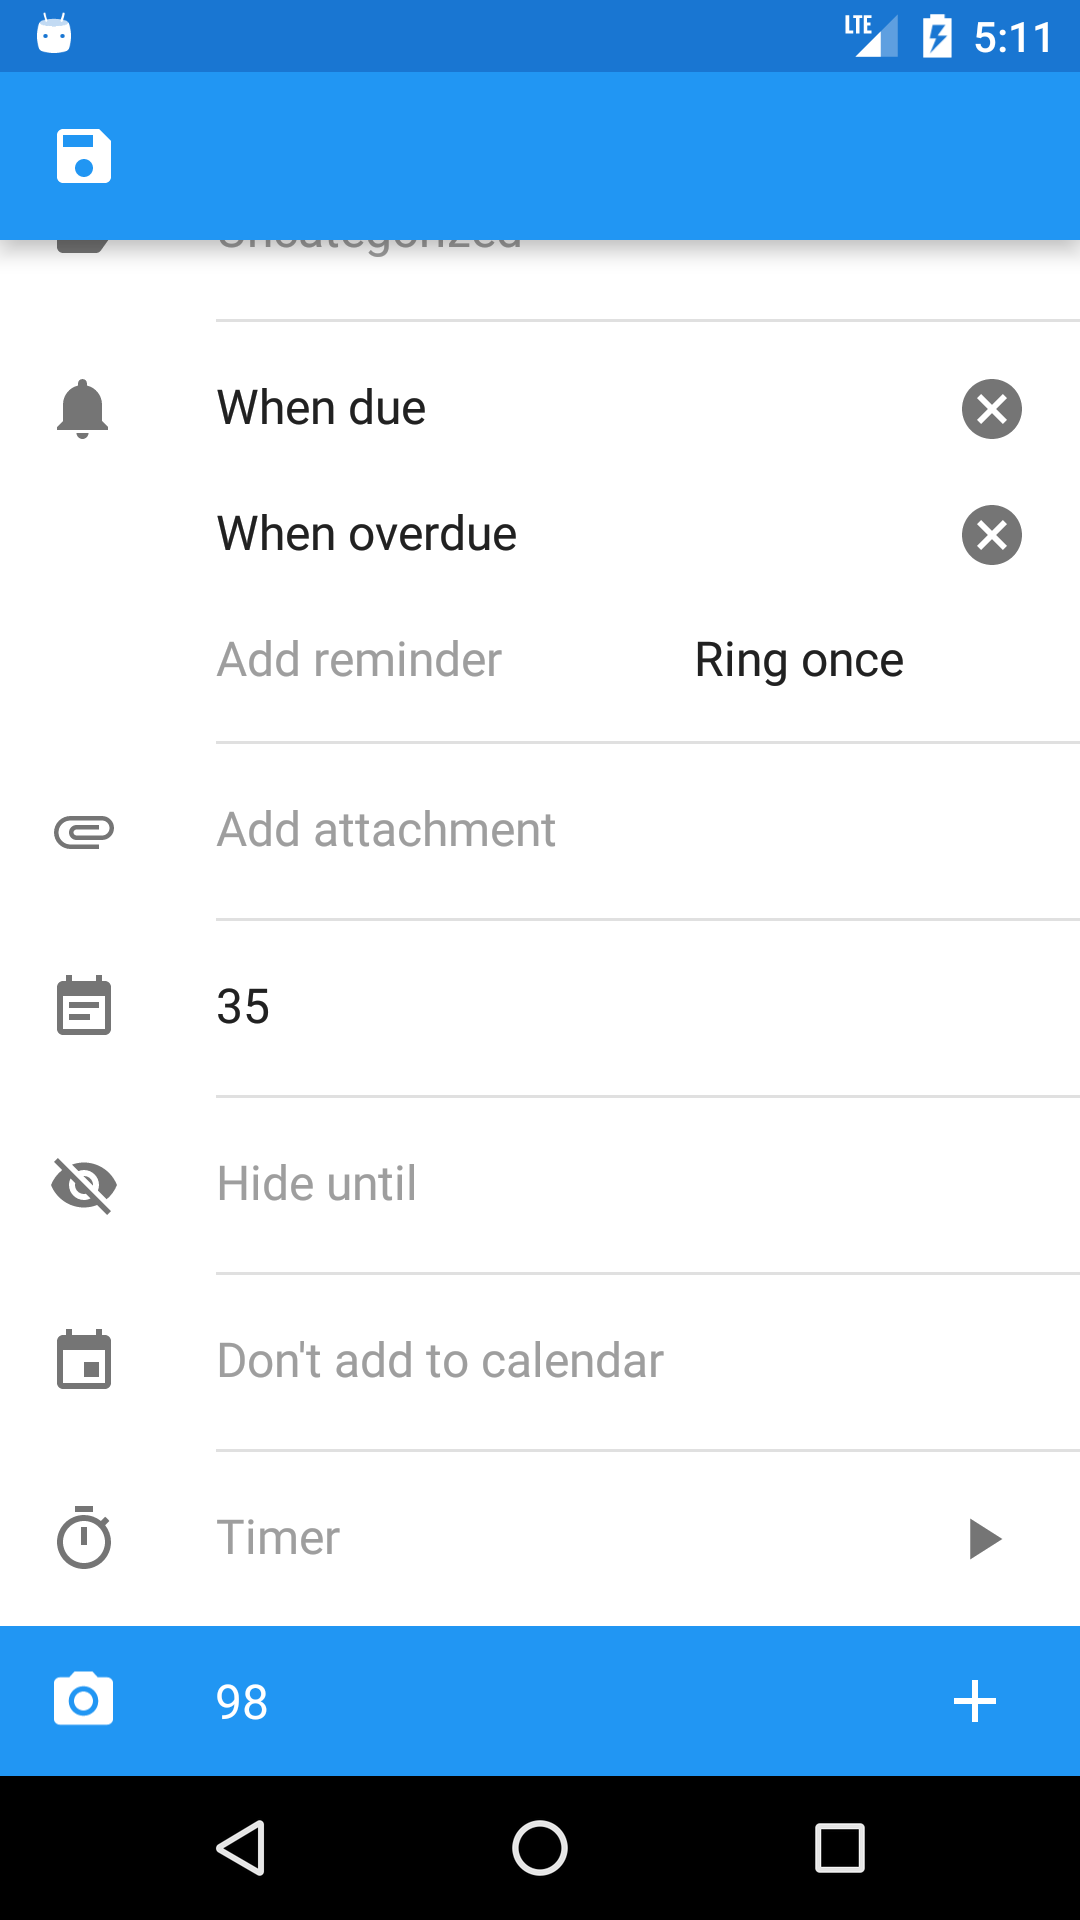 LTE 5:11
Uncategorized
When due
When overdue
Add reminder Ring once
Add attachment
35
Hide until
Don't add to calendar
Timer
98